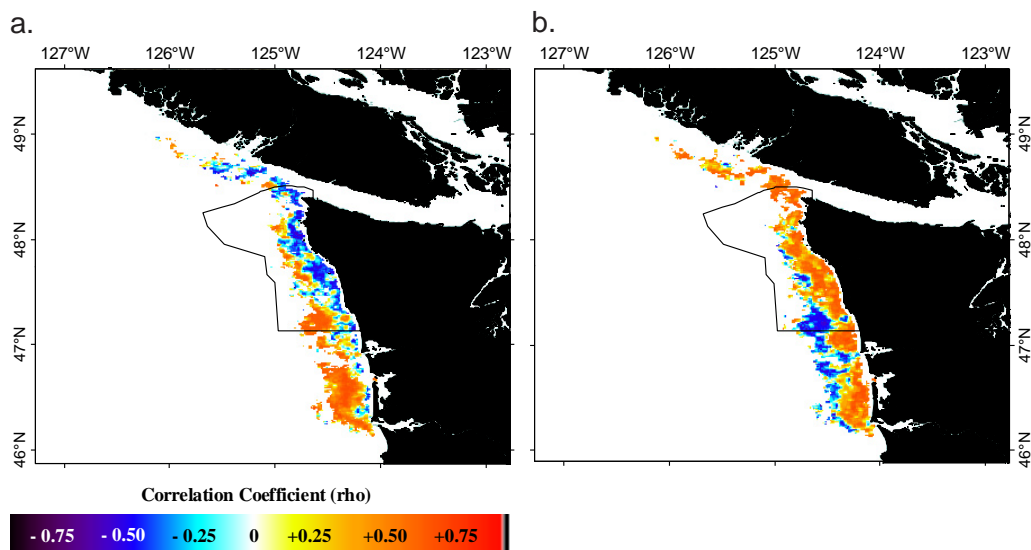 a.
b.
127°W 126°W 125°W 124°W 123°W
127°W 126°W 125°W 124°W 123°W
49°N
49°N
48°N
48°N
47°N
47°N
46°N
46°N
Correlation Coefficient (rho)
- 0.75 - 0.50 - 0.25 0 +0.25 +0.50 +0.75